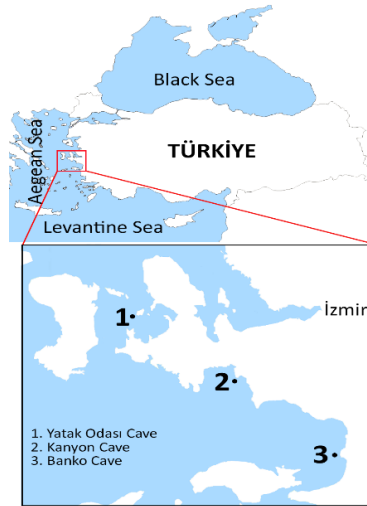 Black Sea
Aegean Sea
TÜRKİYE
Levantine Sea
İzmir
1
2
3
1. Yatak Odası Cave
2. Kanyon Cave
3. Banko Cave